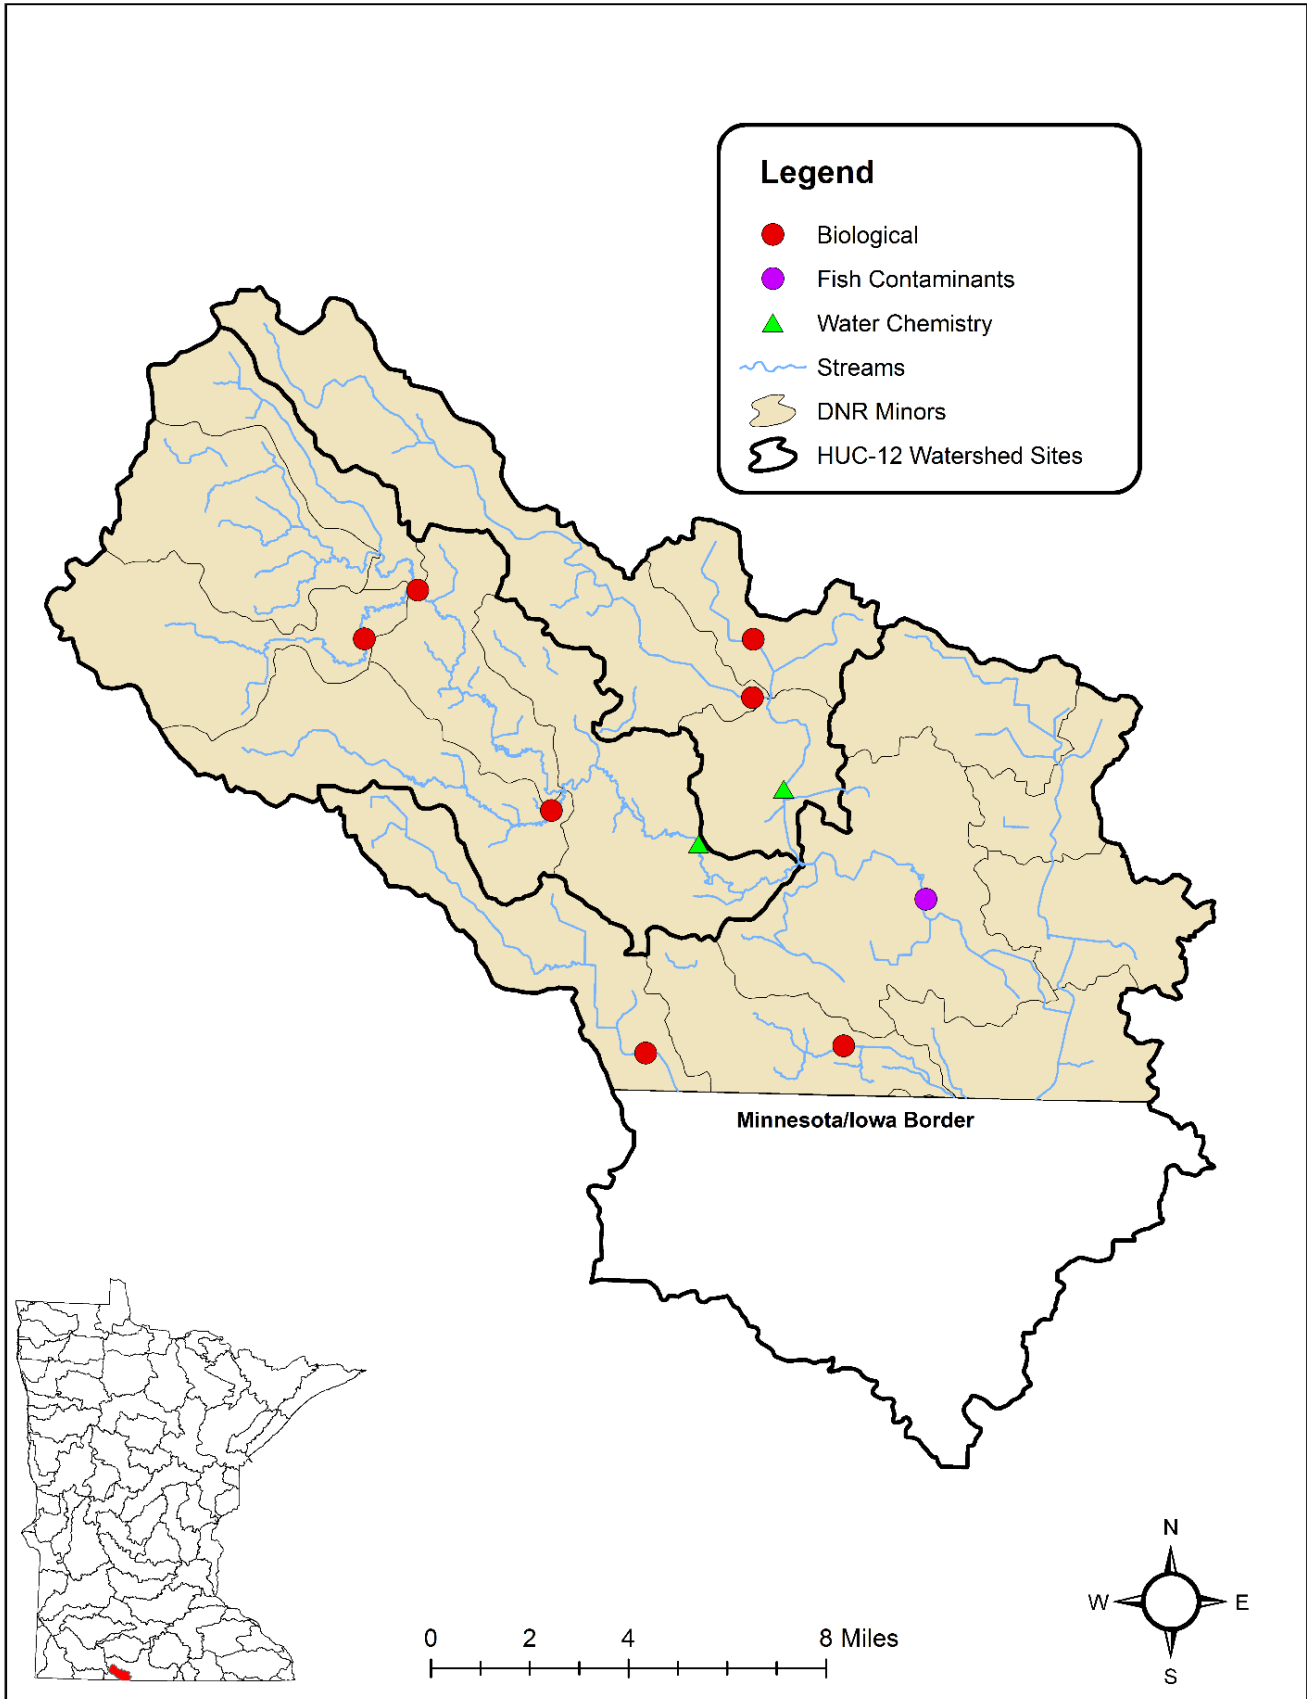 Legend
Biological
Fish Contaminants
Water Chemistry
Streams
DNR Minors
HUC-12 Watershed Sites
Minnesota/Iowa Border
N
W E
S
0 2 4 8 Miles